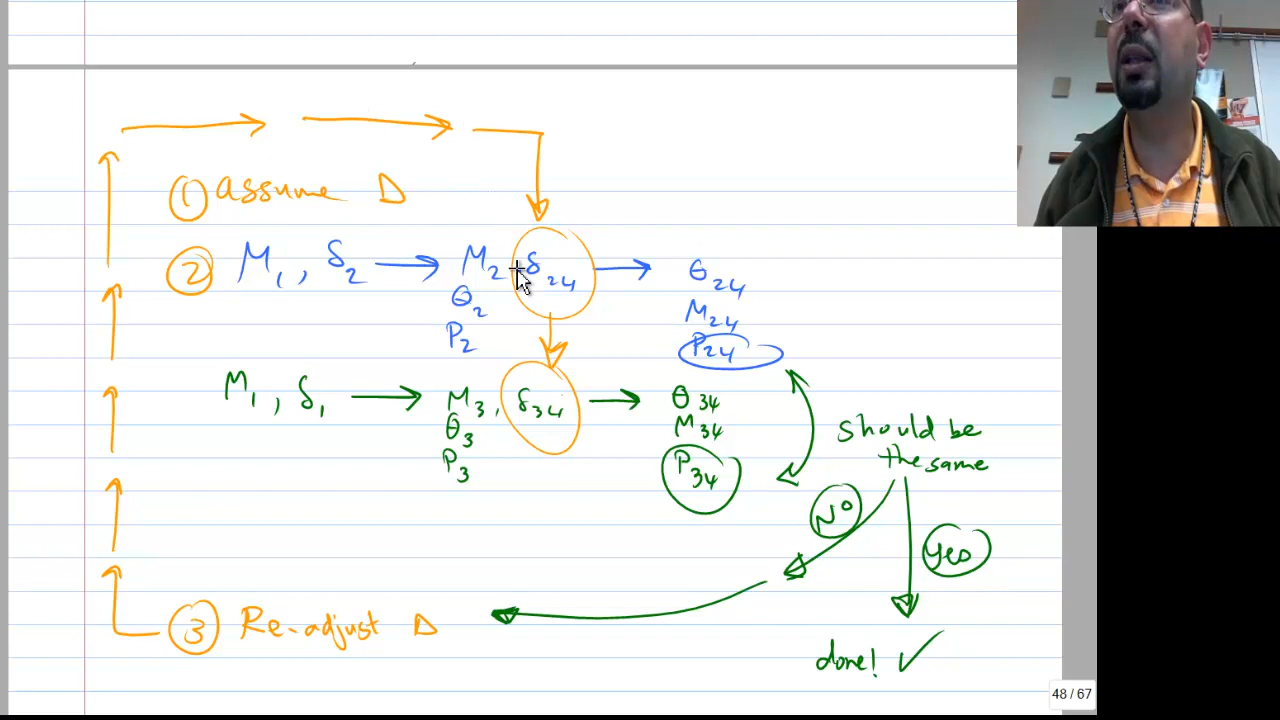 ① assume D
② M₁, δ₂ → M₂ δ₂₄ → θ₂₄
θ₂ M₂₄
P₂ P₂₄
M₁, δ₁ → M₃, δ₃₄ → θ₃₄
θ₃ M₃₄
P₃ P₃₄
should be
the same
No
Yes
③ Re-adjust D
done! ✓
48 / 67